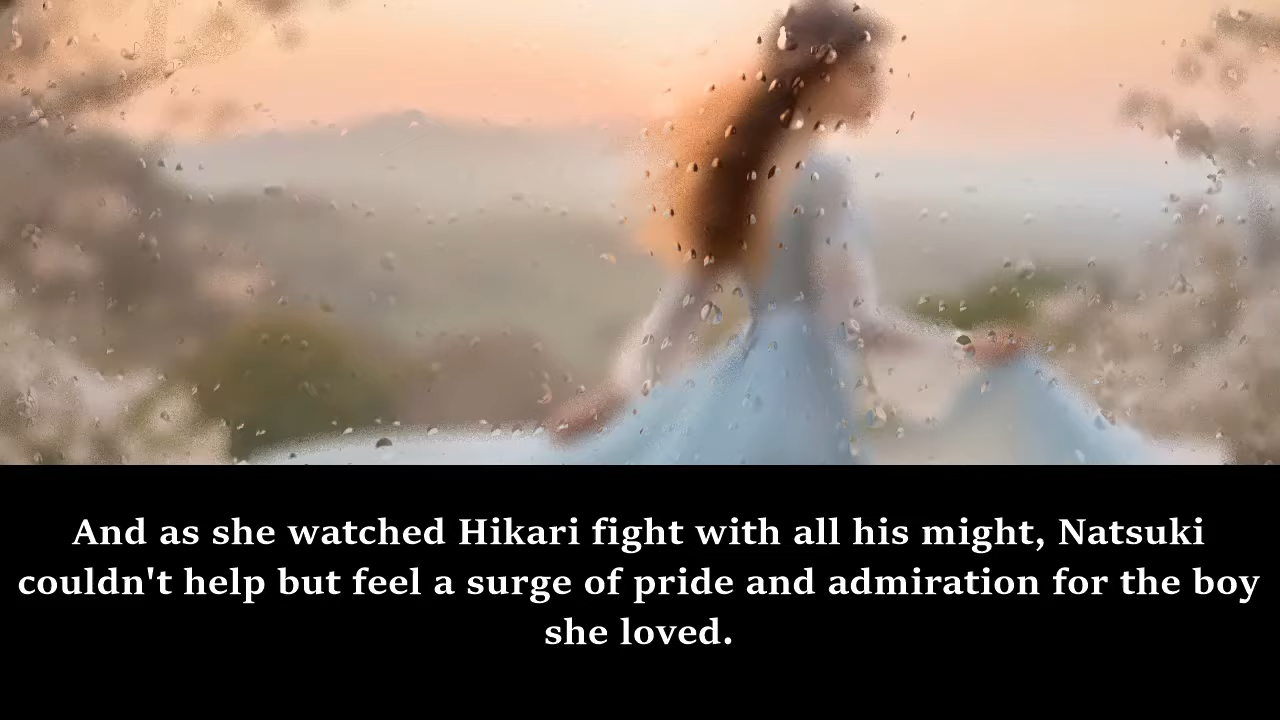 And as she watched Hikari fight with all his might, Natsuki
couldn't help but feel a surge of pride and admiration for the boy
she loved.